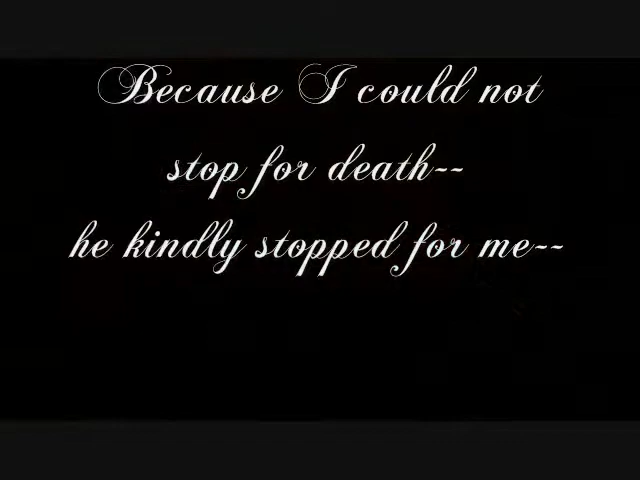 Because I could not
stop for death--
he kindly stopped for me--